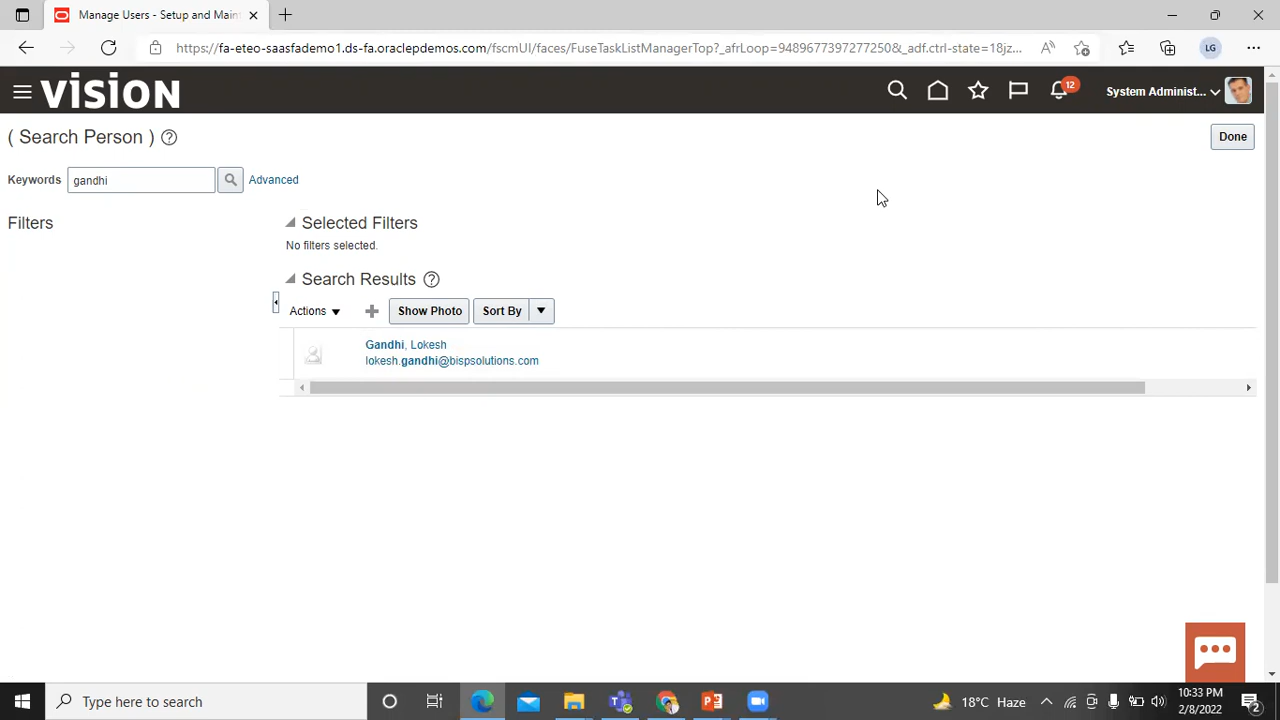 Manage Users - Setup and Main
https://fa-eteo-saasfademo1.ds-fa.oraclepdemos.com/fscmUI/faces/FuseTaskListManagerTop?_afrLoop=9489677397277250&_adf.ctrl-state=18jz...
LG
vision
12
System Administ...
( Search Person )
Done
Keywords gandhi Advanced
Filters
Selected Filters
No filters selected.
Search Results
Actions Show Photo Sort By
Gandhi, Lokesh
lokesh.gandhi@bispsolutions.com
Type here to search
18°C Haze
10:33 PM
2/8/2022
2